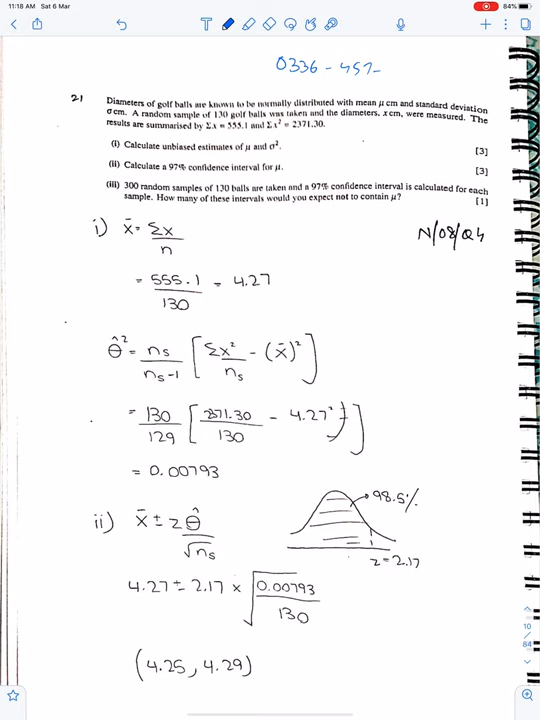 11:18 AM Sat 6 Mar
84%
0336 - 457-
21
Diameters of golf balls are known to be normally distributed with mean μ cm and standard deviation
σ cm. A random sample of 130 golf balls was taken and the diameters, x cm, were measured. The
results are summarised by Σx = 555.1 and Σx² = 2371.30.
(i) Calculate unbiased estimates of μ and σ². [3]
(ii) Calculate a 97% confidence interval for μ. [3]
(iii) 300 random samples of 130 balls are taken and a 97% confidence interval is calculated for each
sample. How many of these intervals would you expect not to contain μ? [1]
N/08/Q4
i) x̄ = Σx / n
= 555.1 / 130 = 4.27
θ̂² = ns / ns-1 [ Σx² / ns - (x̄)² ]
= 130 / 129 [ 2371.30 / 130 - 4.27² ) ]
= 0.00793
98.5%
z = 2.17
ii) x̄ ± z θ̂ / √ns
4.27 ± 2.17 × √ 0.00793 / 130
(4.25, 4.29)
10
/
84